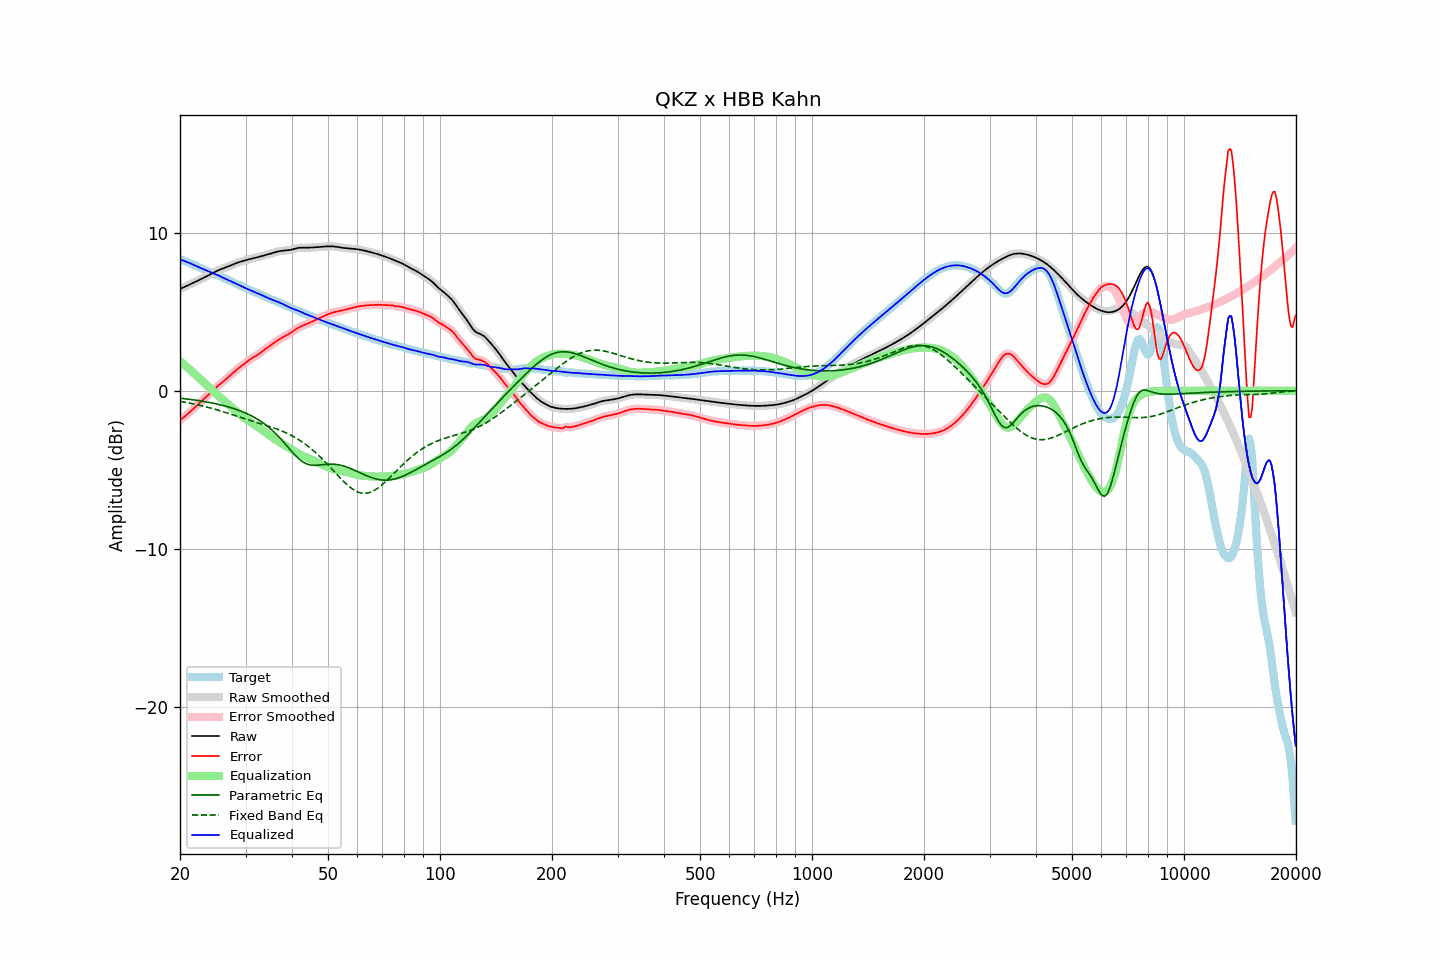 QKZ x HBB Kahn
Amplitude (dBr)
10
0
−10
−20
Target
Raw Smoothed
Error Smoothed
Raw
Error
Equalization
Parametric Eq
Fixed Band Eq
Equalized
20 50 100 200 500 1000 2000 5000 10000 20000
Frequency (Hz)